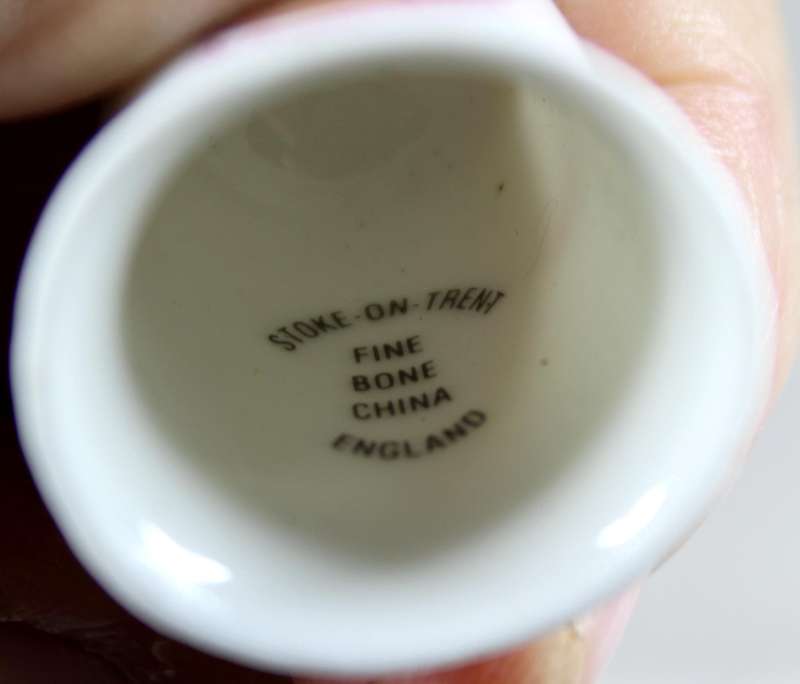 STOKE-ON-TRENT
FINE
BONE
CHINA
ENGLAND